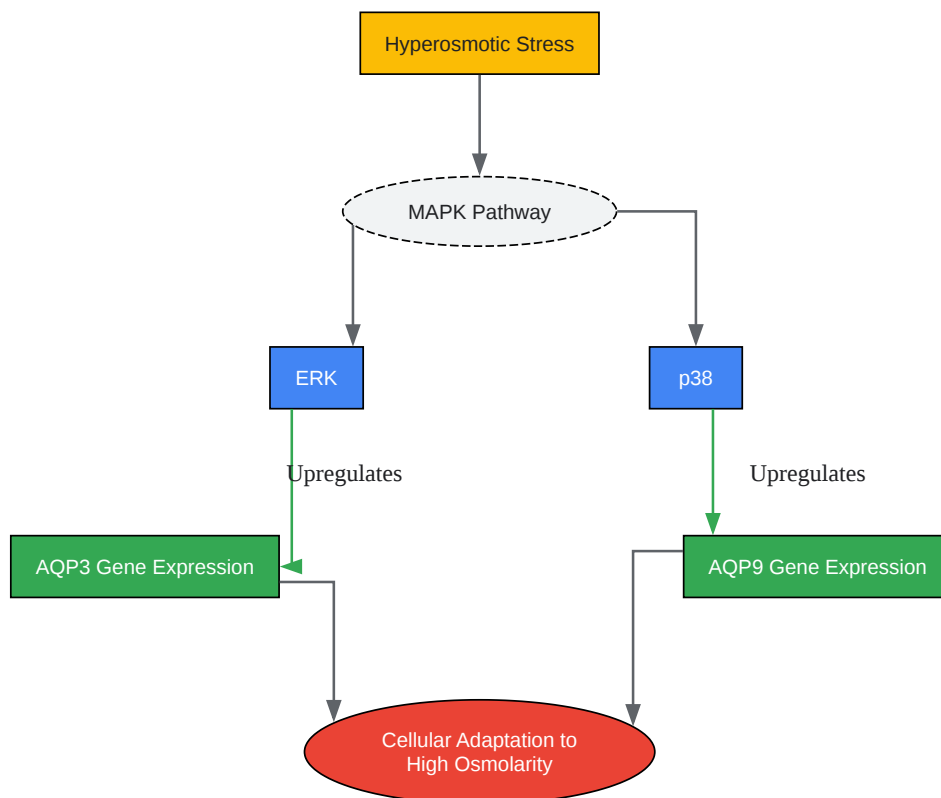 Hyperosmotic Stress
MAPK Pathway
ERK
p38
Upregulates
Upregulates
AQP3 Gene Expression
AQP9 Gene Expression
Cellular Adaptation to
High Osmolarity